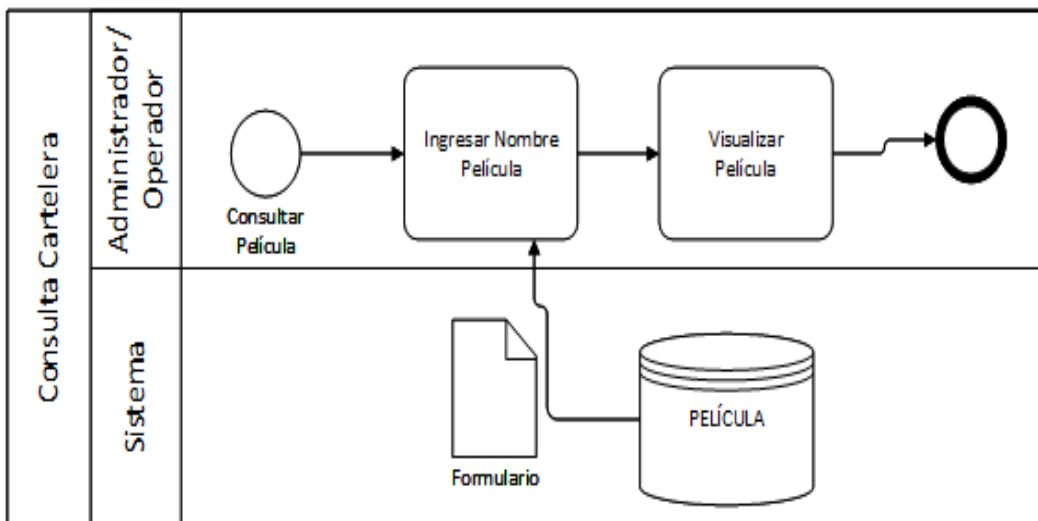 Consulta Cartelera
Administrador/
Operador
Consultar
Película
Ingresar Nombre
Película
Visualizar
Película
Sistema
Formulario
PELÍCULA